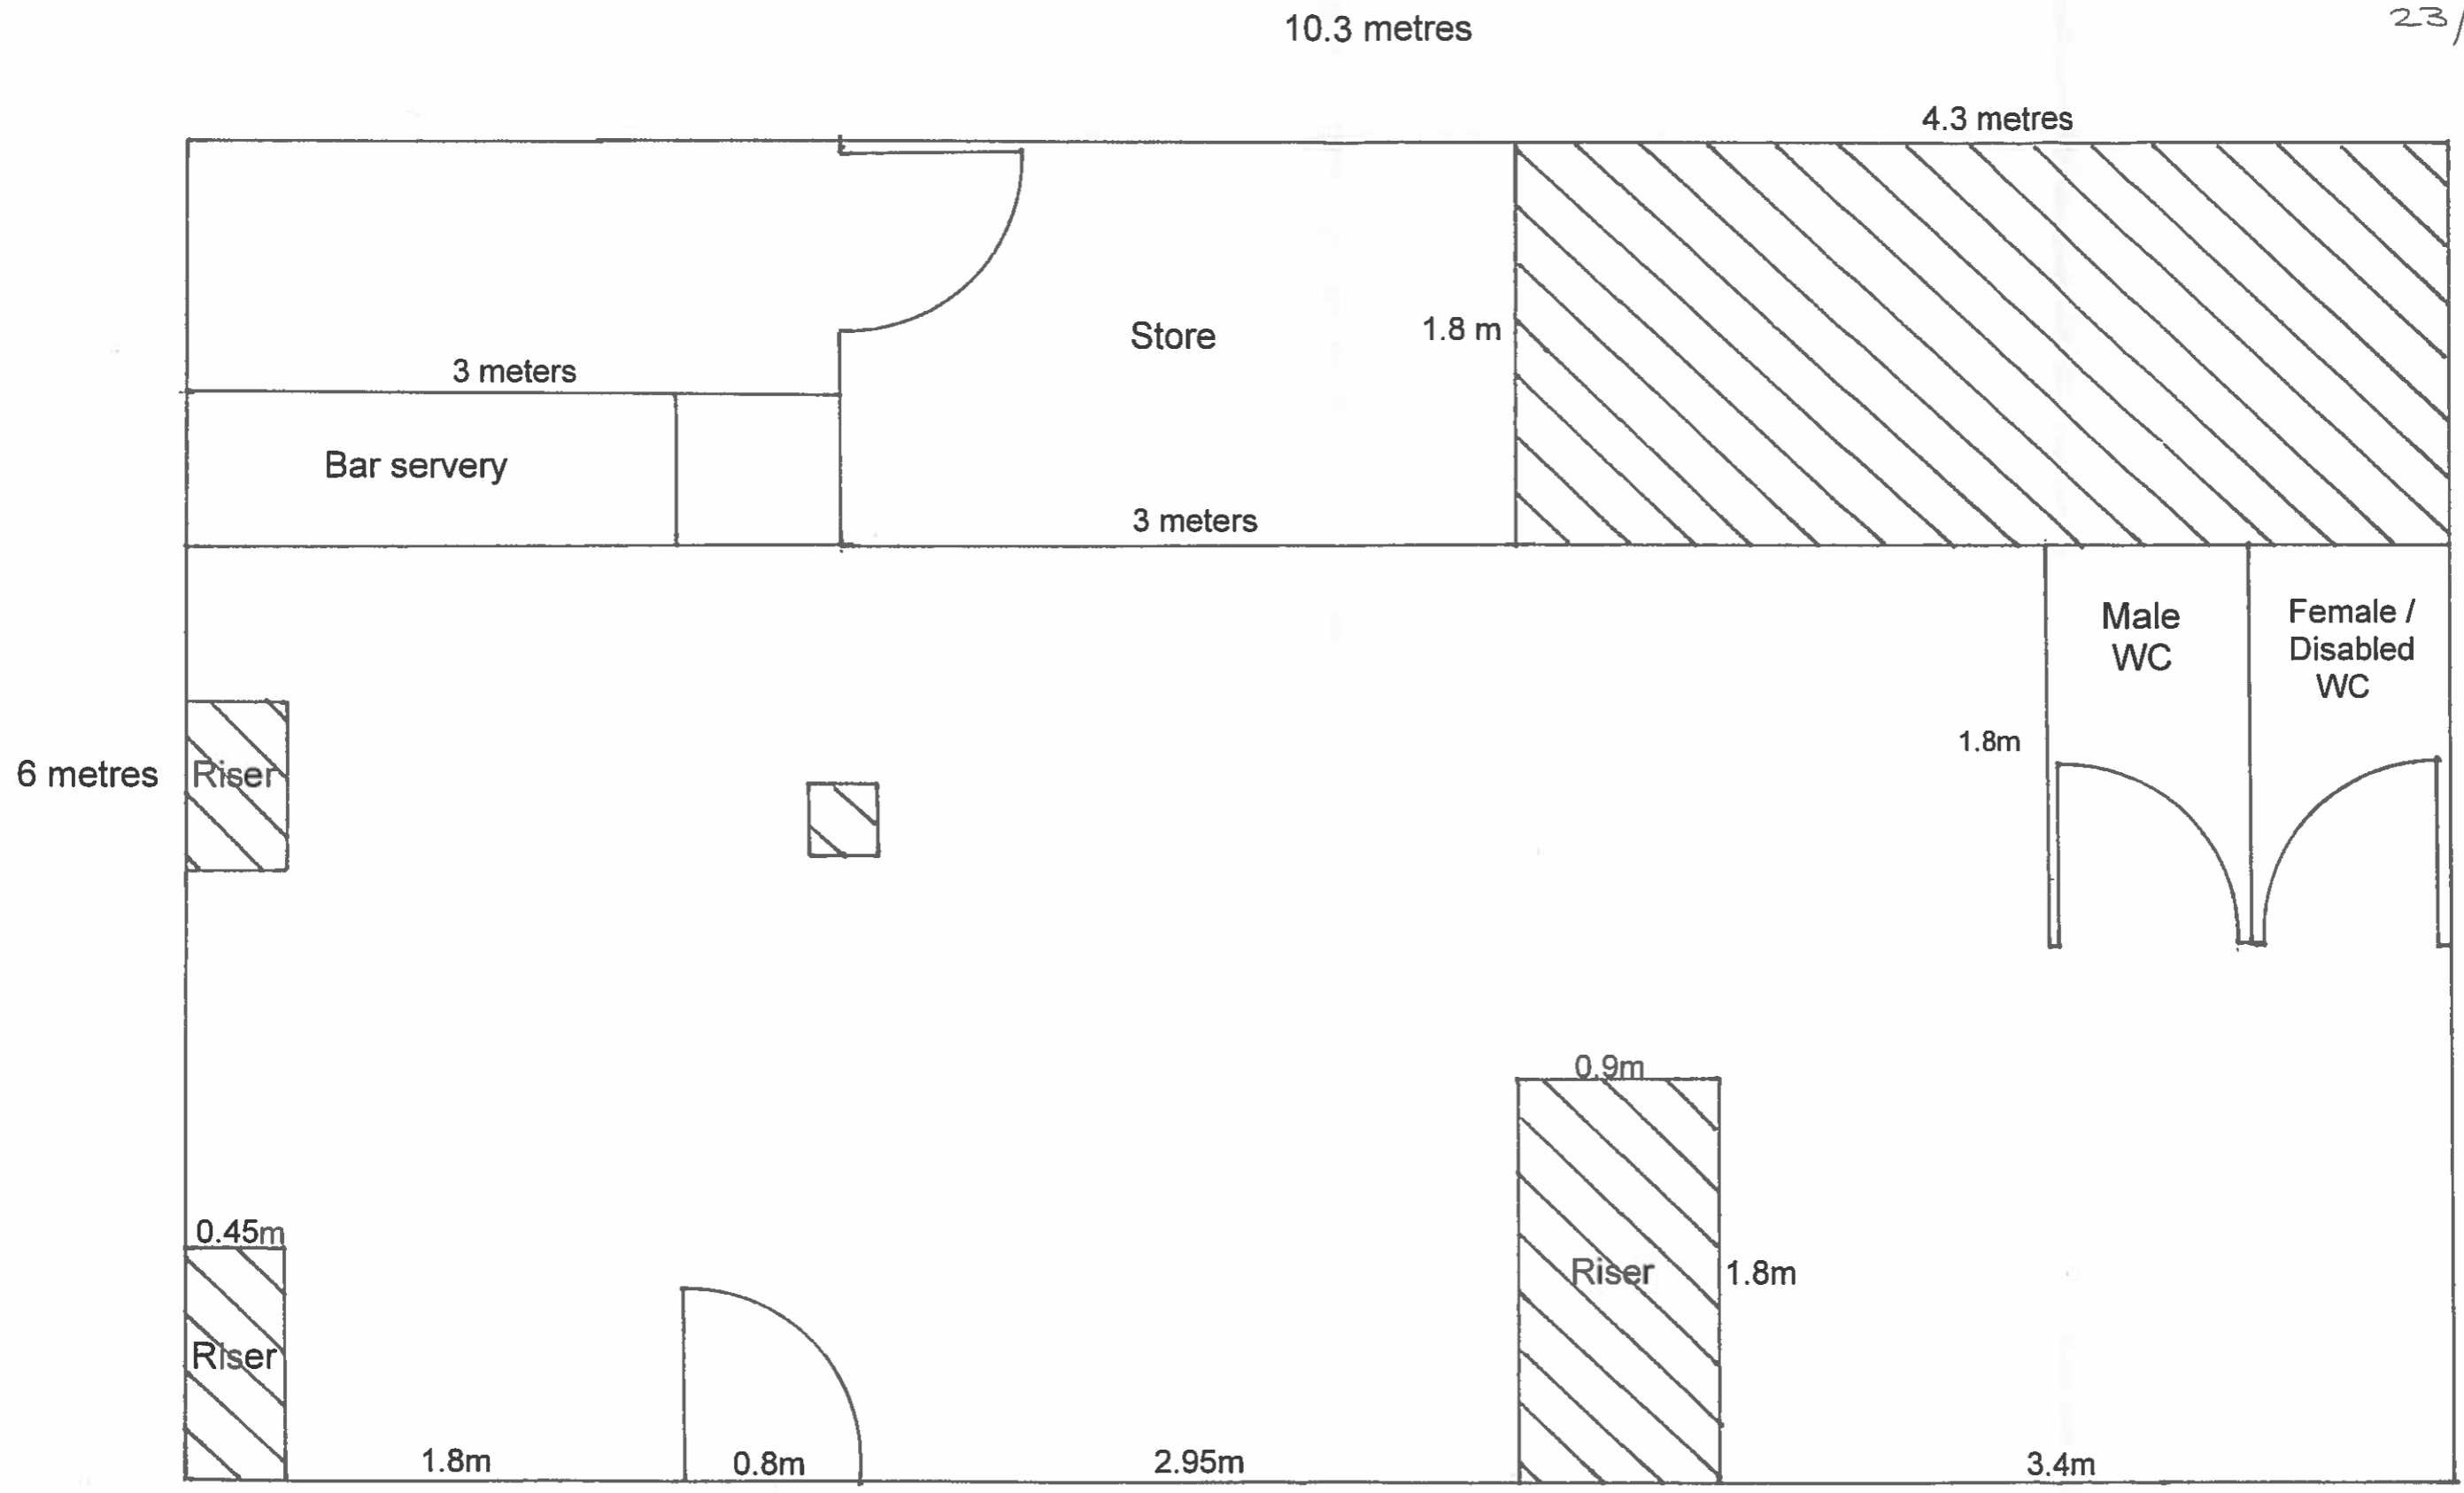 10.3 metres
23/
4.3 metres
Store
1.8 m
3 meters
Bar servery
3 meters
Male
WC
Female /
Disabled
WC
1.8m
6 metres
Riser
0.9m
0.45m
Riser
1.8m
Riser
1.8m
0.8m
2.95m
3.4m